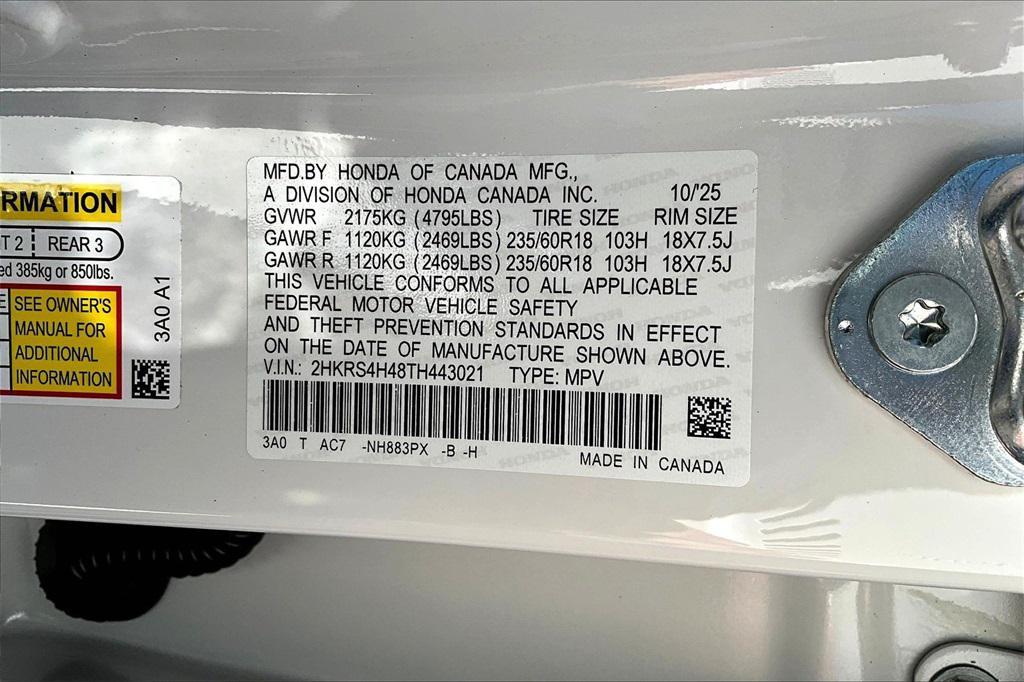 RMATION
T 2 REAR 3
ed 385kg or 850lbs.
SEE OWNER'S
MANUAL FOR
ADDITIONAL
INFORMATION
3A0 A1
MFD.BY HONDA OF CANADA MFG.,
A DIVISION OF HONDA CANADA INC. 10/'25
GVWR 2175KG (4795LBS) TIRE SIZE RIM SIZE
GAWR F 1120KG (2469LBS) 235/60R18 103H 18X7.5J
GAWR R 1120KG (2469LBS) 235/60R18 103H 18X7.5J
THIS VEHICLE CONFORMS TO ALL APPLICABLE
FEDERAL MOTOR VEHICLE SAFETY
AND THEFT PREVENTION STANDARDS IN EFFECT
ON THE DATE OF MANUFACTURE SHOWN ABOVE.
V.I.N.: 2HKRS4H48TH443021 TYPE: MPV
3A0 T AC7 -NH883PX -B -H
MADE IN CANADA